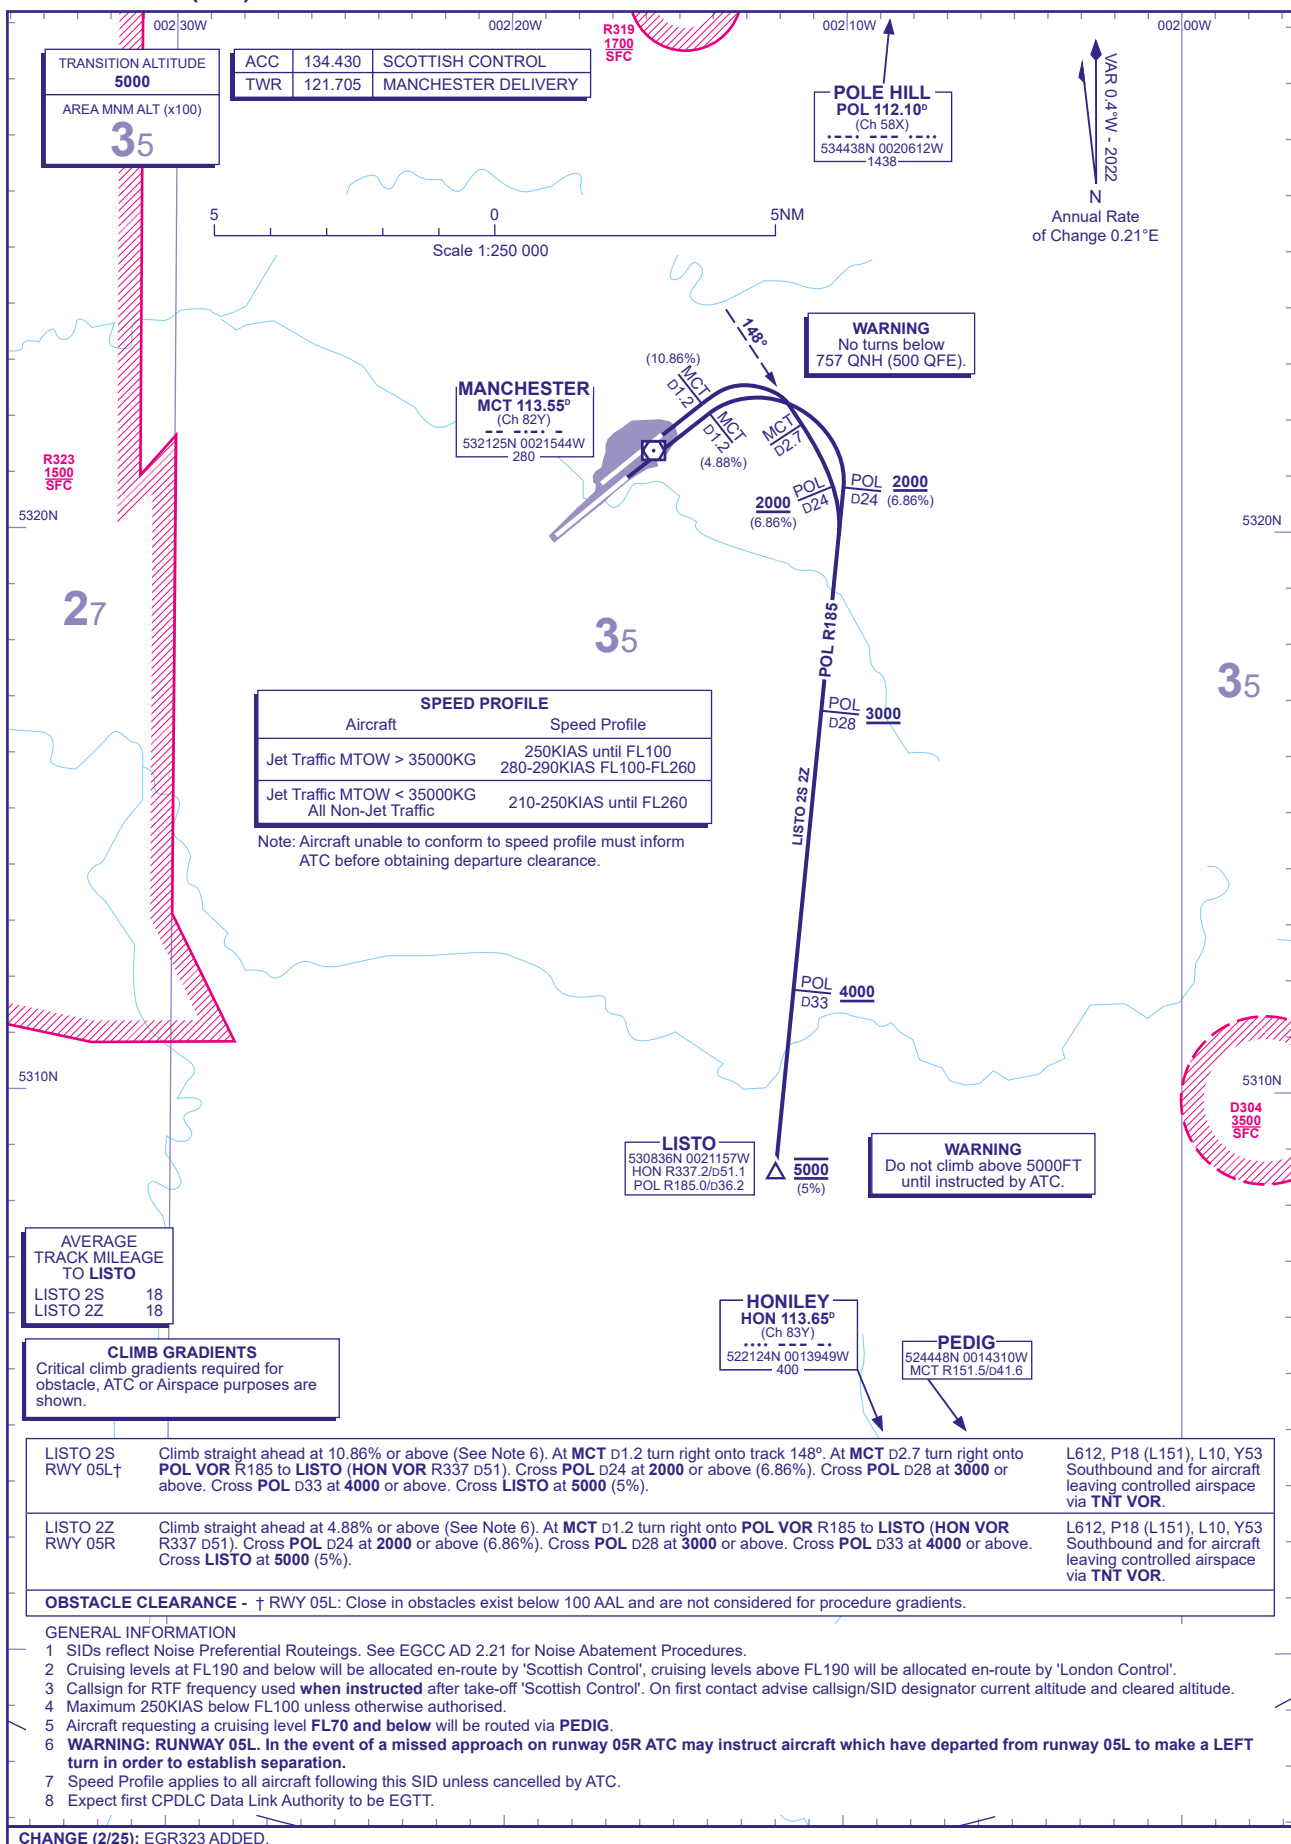 002 30W
002 20W
002 10W
002 00W
R319
1700
SFC
TRANSITION ALTITUDE
5000
AREA MNM ALT (x100)
35
ACC 134.430 SCOTTISH CONTROL
TWR 121.705 MANCHESTER DELIVERY
POLE HILL
POL 112.10ᴰ
(Ch 58X)
534438N 0020612W
1438
VAR 0.4°W - 2022
N
Annual Rate
of Change 0.21°E
5 0 5NM
Scale 1:250 000
148°
WARNING
No turns below
757 QNH (500 QFE).
(10.86%)
MCT
D1.2
MANCHESTER
MCT 113.55ᴰ
(Ch 82Y)
532125N 0021544W
280
MCT
D1.2
(4.88%)
MCT
D2.7
R323
1500
SFC
POL
D24
2000
(6.86%)
POL
D24
2000
(6.86%)
5320N
5320N
27
35
35
POL R185
SPEED PROFILE
Aircraft Speed Profile
Jet Traffic MTOW > 35000KG 250KIAS until FL100
280-290KIAS FL100-FL260
Jet Traffic MTOW < 35000KG
All Non-Jet Traffic 210-250KIAS until FL260
Note: Aircraft unable to conform to speed profile must inform
ATC before obtaining departure clearance.
POL
D28
3000
LISTO 2S 2Z
POL
D33
4000
5310N
5310N
D304
3500
SFC
LISTO
530836N 0021157W
HON R337.2/D51.1
POL R185.0/D36.2
5000
(5%)
WARNING
Do not climb above 5000FT
until instructed by ATC.
AVERAGE
TRACK MILEAGE
TO LISTO
LISTO 2S 18
LISTO 2Z 18
CLIMB GRADIENTS
Critical climb gradients required for
obstacle, ATC or Airspace purposes are
shown.
HONILEY
HON 113.65ᴰ
(Ch 83Y)
522124N 0013949W
400
PEDIG
524448N 0014310W
MCT R151.5/D41.6
LISTO 2S
RWY 05L†
Climb straight ahead at 10.86% or above (See Note 6). At MCT D1.2 turn right onto track 148º. At MCT D2.7 turn right onto
POL VOR R185 to LISTO (HON VOR R337 D51). Cross POL D24 at 2000 or above (6.86%). Cross POL D28 at 3000 or
above. Cross POL D33 at 4000 or above. Cross LISTO at 5000 (5%).
L612, P18 (L151), L10, Y53
Southbound and for aircraft
leaving controlled airspace
via TNT VOR.
LISTO 2Z
RWY 05R
Climb straight ahead at 4.88% or above (See Note 6). At MCT D1.2 turn right onto POL VOR R185 to LISTO (HON VOR
R337 D51). Cross POL D24 at 2000 or above (6.86%). Cross POL D28 at 3000 or above. Cross POL D33 at 4000 or above.
Cross LISTO at 5000 (5%).
L612, P18 (L151), L10, Y53
Southbound and for aircraft
leaving controlled airspace
via TNT VOR.
OBSTACLE CLEARANCE - † RWY 05L: Close in obstacles exist below 100 AAL and are not considered for procedure gradients.
GENERAL INFORMATION
1 SIDs reflect Noise Preferential Routeings. See EGCC AD 2.21 for Noise Abatement Procedures.
2 Cruising levels at FL190 and below will be allocated en-route by 'Scottish Control', cruising levels above FL190 will be allocated en-route by 'London Control'.
3 Callsign for RTF frequency used when instructed after take-off 'Scottish Control'. On first contact advise callsign/SID designator current altitude and cleared altitude.
4 Maximum 250KIAS below FL100 unless otherwise authorised.
5 Aircraft requesting a cruising level FL70 and below will be routed via PEDIG.
6 WARNING: RUNWAY 05L. In the event of a missed approach on runway 05R ATC may instruct aircraft which have departed from runway 05L to make a LEFT
turn in order to establish separation.
7 Speed Profile applies to all aircraft following this SID unless cancelled by ATC.
8 Expect first CPDLC Data Link Authority to be EGTT.
CHANGE (2/25): EGR323 ADDED.